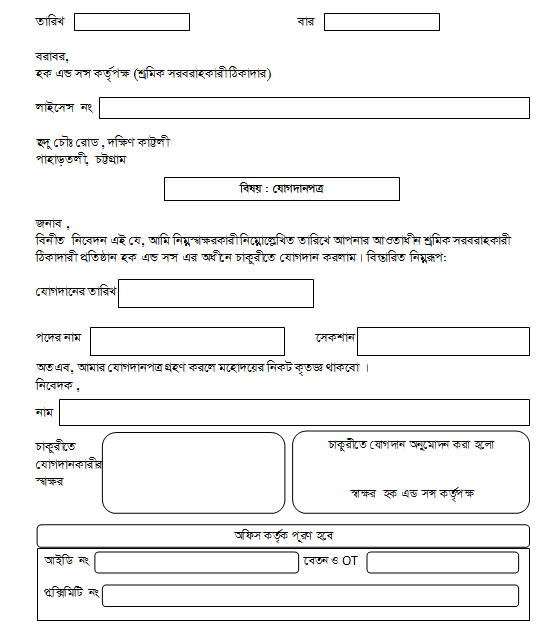 তারিখ বার
বরাবর,
হক এন্ড সন্স কর্তৃপক্ষ (শ্রমিক সরবরাহকারী ঠিকাদার)
লাইসেন্স নং
হৃদু চৌঃ রোড , দক্ষিণ কাট্টলী
পাহাড়তলী, চট্টগ্রাম
বিষয় : যোগদানপত্র
জনাব ,
বিনীত নিবেদন এই যে, আমি নিম্নস্বাক্ষরকারী নিম্নোল্লেখিত তারিখে আপনার আওতাধীন শ্রমিক সরবরাহকারী
ঠিকাদারী প্রতিষ্ঠান হক এন্ড সন্স এর অধীনে চাকুরীতে যোগদান করলাম। বিস্তারিত নিম্নরূপ:
যোগদানের তারিখ
পদের নাম সেকশান
অতএব, আমার যোগদানপত্র গ্রহণ করলে মহোদয়ের নিকট কৃতজ্ঞ থাকবো ।
নিবেদক ,
নাম
চাকুরীতে
যোগদানকারীর
স্বাক্ষর
চাকুরীতে যোগদান অনুমোদন করা হলো
স্বাক্ষর হক এন্ড সন্স কর্তৃপক্ষ
অফিস কর্তৃক পূরণ হবে
আইডি নং বেতন ও OT
প্রক্সিমিটি নং